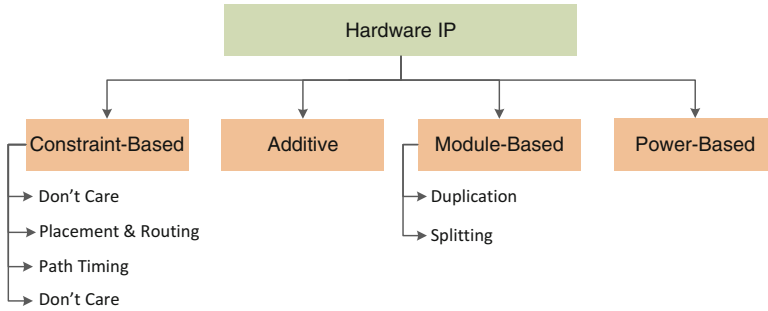 Hardware IP
Constraint-Based
Additive
Module-Based
Power-Based
Don’t Care
Placement & Routing
Path Timing
Don’t Care
Duplication
Splitting